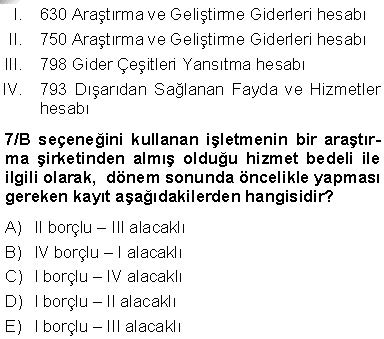 I. 630 Araştırma ve Geliştirme Giderleri hesabı
II. 750 Araştırma ve Geliştirme Giderleri hesabı
III. 798 Gider Çeşitleri Yansıtma hesabı
IV. 793 Dışarıdan Sağlanan Fayda ve Hizmetler
hesabı
7/B seçeneğini kullanan işletmenin bir araştır-
ma şirketinden almış olduğu hizmet bedeli ile
ilgili olarak, dönem sonunda öncelikle yapması
gereken kayıt aşağıdakilerden hangisidir?
A) II borçlu – III alacaklı
B) IV borçlu – I alacaklı
C) I borçlu – IV alacaklı
D) I borçlu – II alacaklı
E) I borçlu – III alacaklı